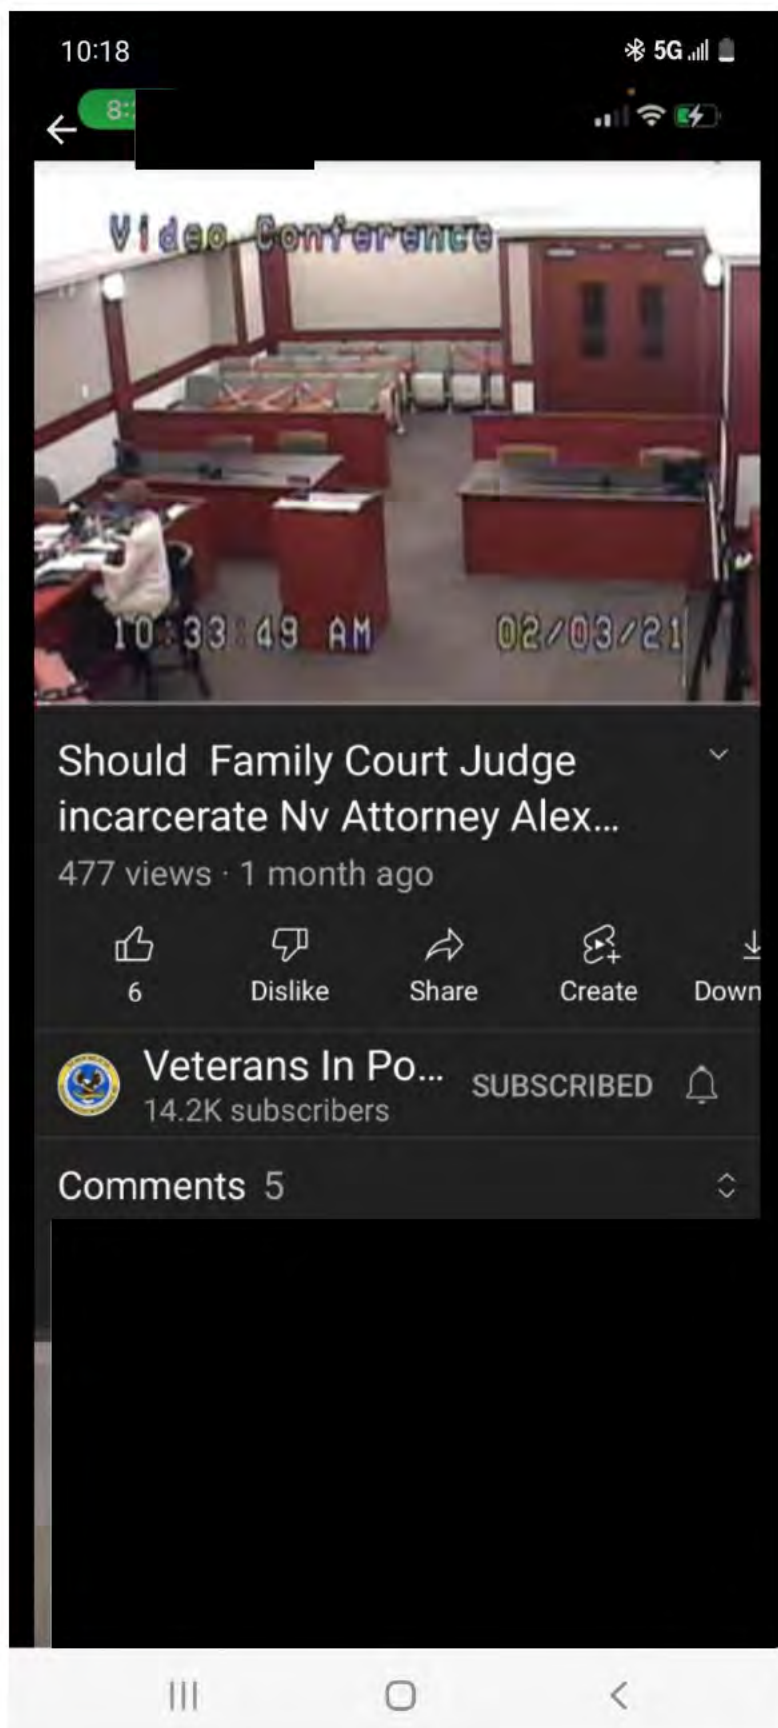 10:18
5G
8:
Video Conference
10:33:49 AM
02/03/21
Should Family Court Judge
incarcerate Nv Attorney Alex...
477 views · 1 month ago
6
Dislike
Share
Create
Down
Veterans In Po...
14.2K subscribers
SUBSCRIBED
Comments 5